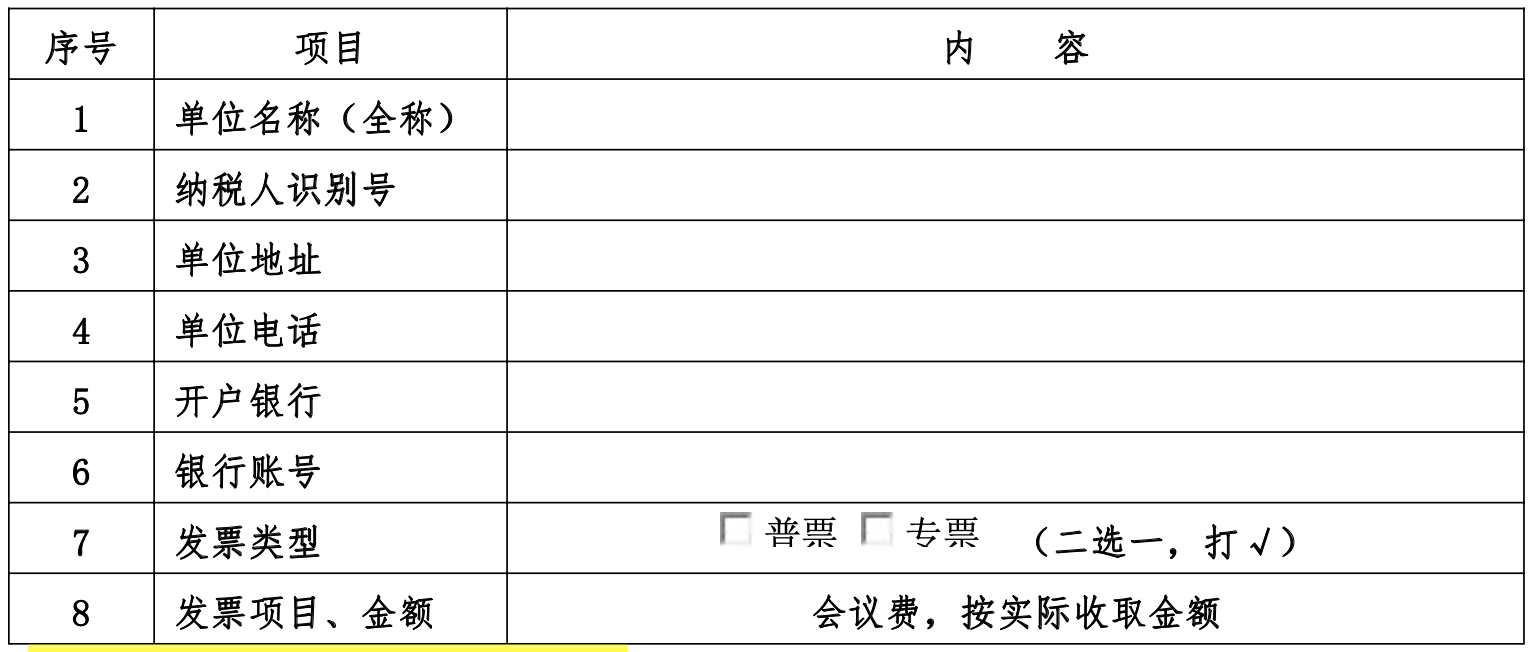 序号 项目 内 容
1 单位名称（全称）
2 纳税人识别号
3 单位地址
4 单位电话
5 开户银行
6 银行账号
7 发票类型 □ 普票 □ 专票 （二选一，打√）
8 发票项目、金额 会议费，按实际收取金额